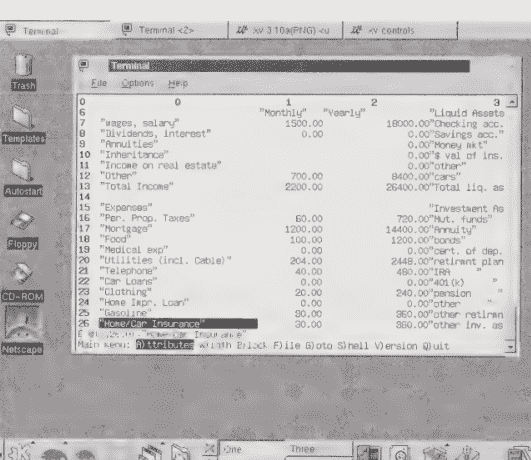 Terminal
Terminal <2>
xv controls
Terminal
File Options Help
0 0 1 2 3
6 "Monthly" "Yearly" "Liquid Assets
7 "wages, salary" 1500.00 18000.00"Checking acc.
8 "Dividends, interest" 0.00 0.00"Savings acc."
9 "Annuities" 0.00"Money mkt"
10 "Inheritance" 0.00"$ val of ins.
11 "Income on real estate" 0.00"other"
12 "Other" 700.00 8400.00"cars"
13 "Total Income" 2200.00 26400.00"Total liq. as
14
15 "Expenses" "Investment As
16 "Per. Prop. Taxes" 60.00 720.00"Mut. funds"
17 "Mortgage" 1200.00 14400.00"Annuity"
18 "Food" 100.00 1200.00"bonds"
19 "Medical exp" 0.00 0.00"cert. of dep.
20 "Utilities (incl. Cable)" 204.00 2448.00"retirmnt plan
21 "Telephone" 40.00 480.00"IRA "
22 "Car Loans" 0.00 0.00"401(k) "
23 "Clothing" 20.00 240.00"pension "
24 "Home Impr. Loan" 0.00 0.00"other "
25 "Gasoline" 30.00 360.00"other retirmn
26 "Home/Car Insurance" 30.00 360.00"other inv. as
Main menu: A)ttributes W)idth B)lock F)ile G)oto S)hell V)ersion Q)uit
Trash
Templates
Autostart
Floppy
CD-ROM
Netscape
One
Three